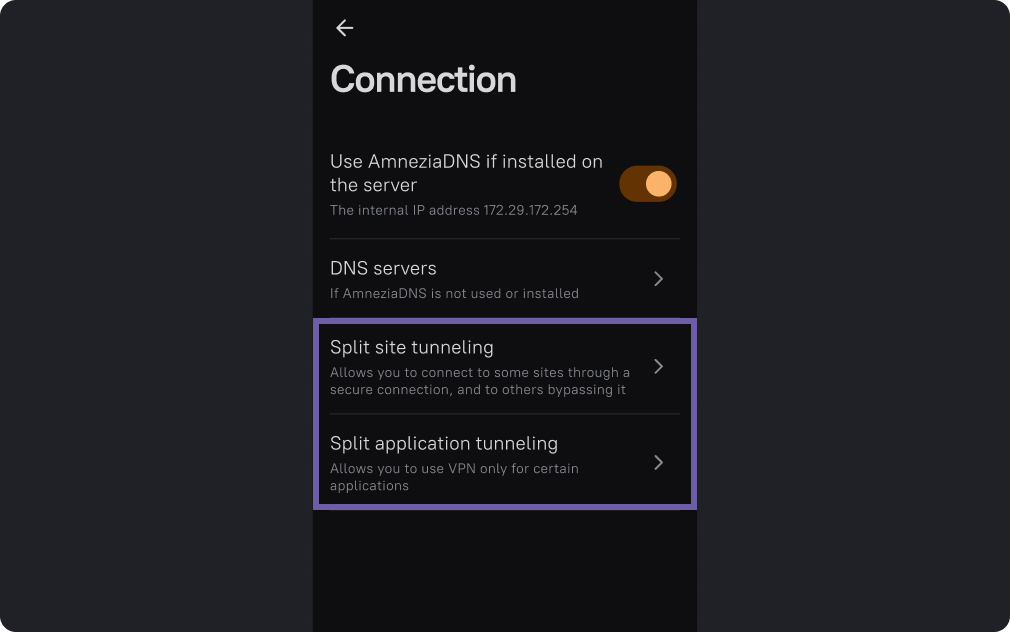 Connection
Use AmneziaDNS if installed on
the server
The internal IP address 172.29.172.254
DNS servers
If AmneziaDNS is not used or installed
Split site tunneling
Allows you to connect to some sites through a
secure connection, and to others bypassing it
Split application tunneling
Allows you to use VPN only for certain
applications